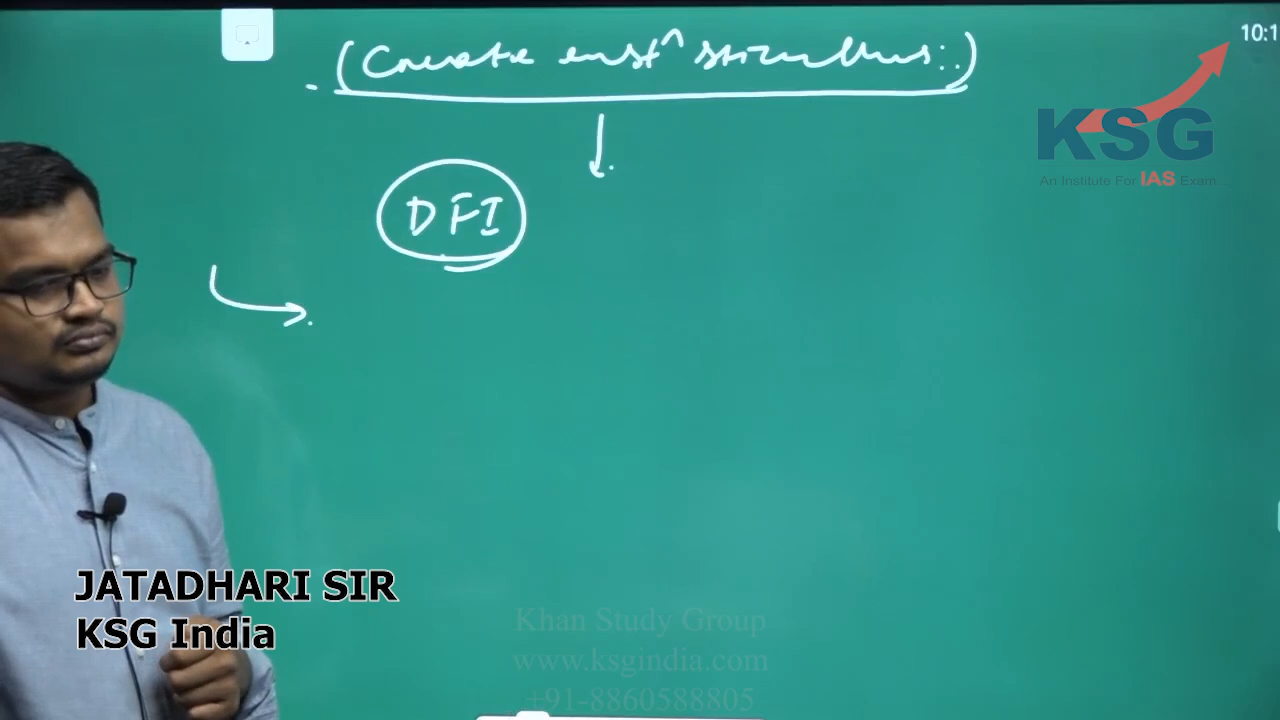 (Create inst^n stimulus:.)
10:1
KSG
An Institute For IAS Exam
DFI
JATADHARI SIR
KSG India
Khan Study Group
www.ksgindia.com
+91-8860588805